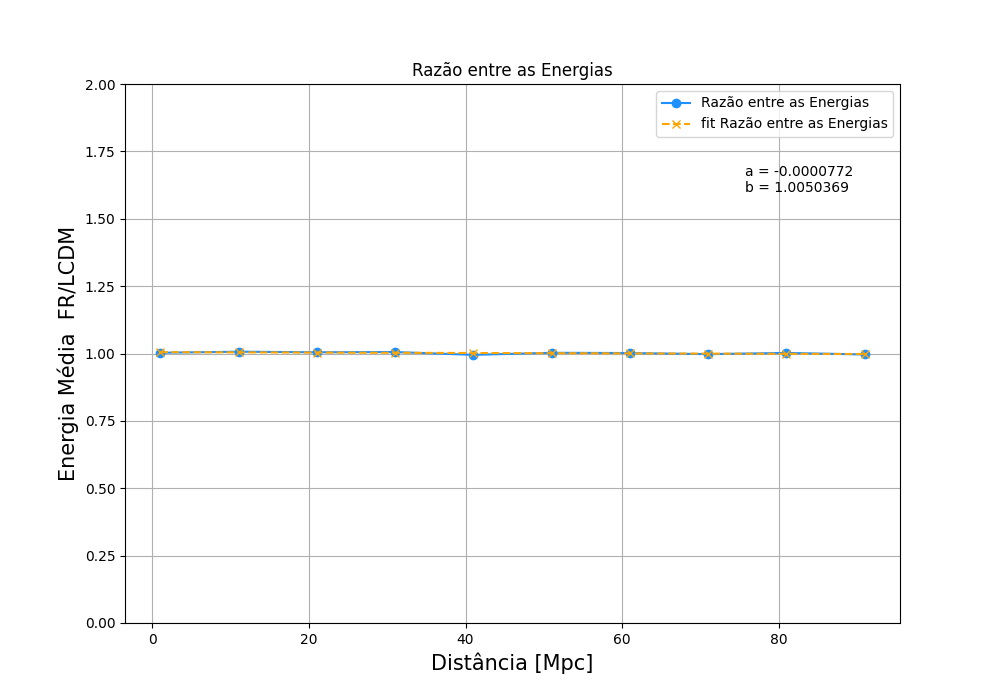 Razão entre as Energias
2.00
1.75
1.50
1.25
1.00
0.75
0.50
0.25
0.00
Energia Média  FR/LCDM
Razão entre as Energias
fit Razão entre as Energias
a = -0.0000772
b = 1.0050369
0 20 40 60 80
Distância [Mpc]